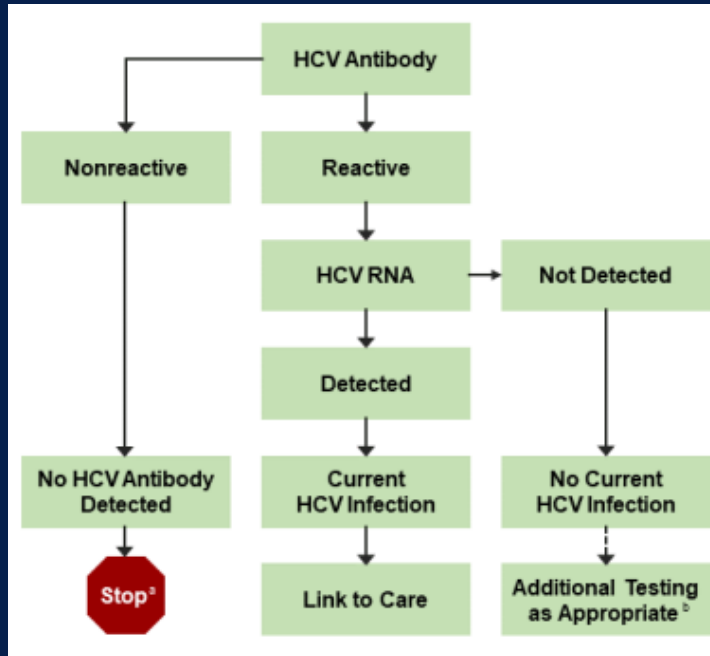 HCV Antibody
Nonreactive
Reactive
HCV RNA
Not Detected
Detected
No HCV Antibody
Detected
Current
HCV Infection
No Current
HCV Infection
Stopᵃ
Link to Care
Additional Testing
as Appropriate ᵇ